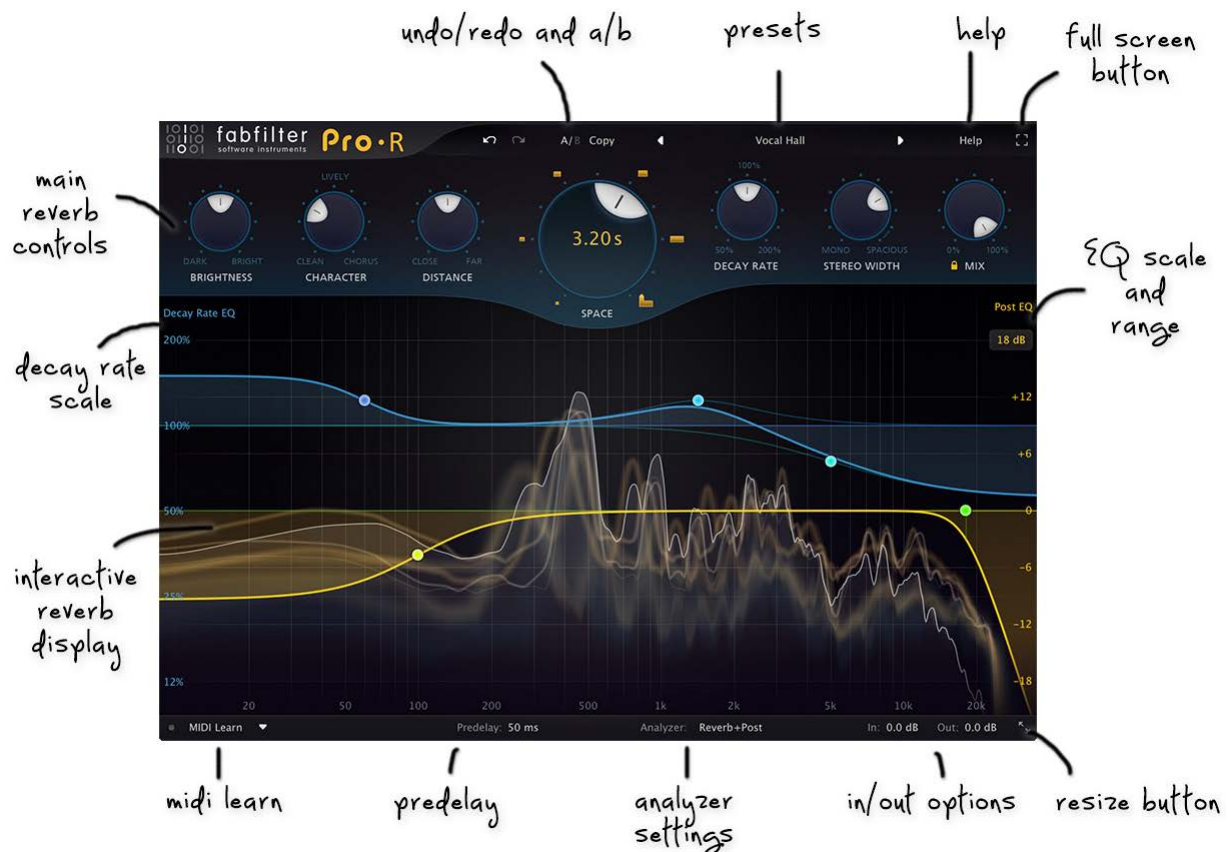 undo/redo and a/b
presets
help
full screen
button
fabfilter
software instruments
Pro·R
A/B Copy
Vocal Hall
Help
main
reverb
controls
LIVELY
100%
3.20 s
DARK BRIGHT
CLEAN CHORUS
CLOSE FAR
50% 200%
MONO SPACIOUS
0% 100%
BRIGHTNESS
CHARACTER
DISTANCE
SPACE
DECAY RATE
STEREO WIDTH
MIX
EQ scale
and
range
Decay Rate EQ
Post EQ
200%
18 dB
decay rate
scale
+12
100%
+6
50%
0
interactive
reverb
display
-6
25%
-12
12%
-18
20 50 100 200 500 1k 2k 5k 10k 20k
MIDI Learn
Predelay: 50 ms
Analyzer: Reverb+Post
In: 0.0 dB Out: 0.0 dB
midi learn
predelay
analyzer
settings
in/out options
resize button